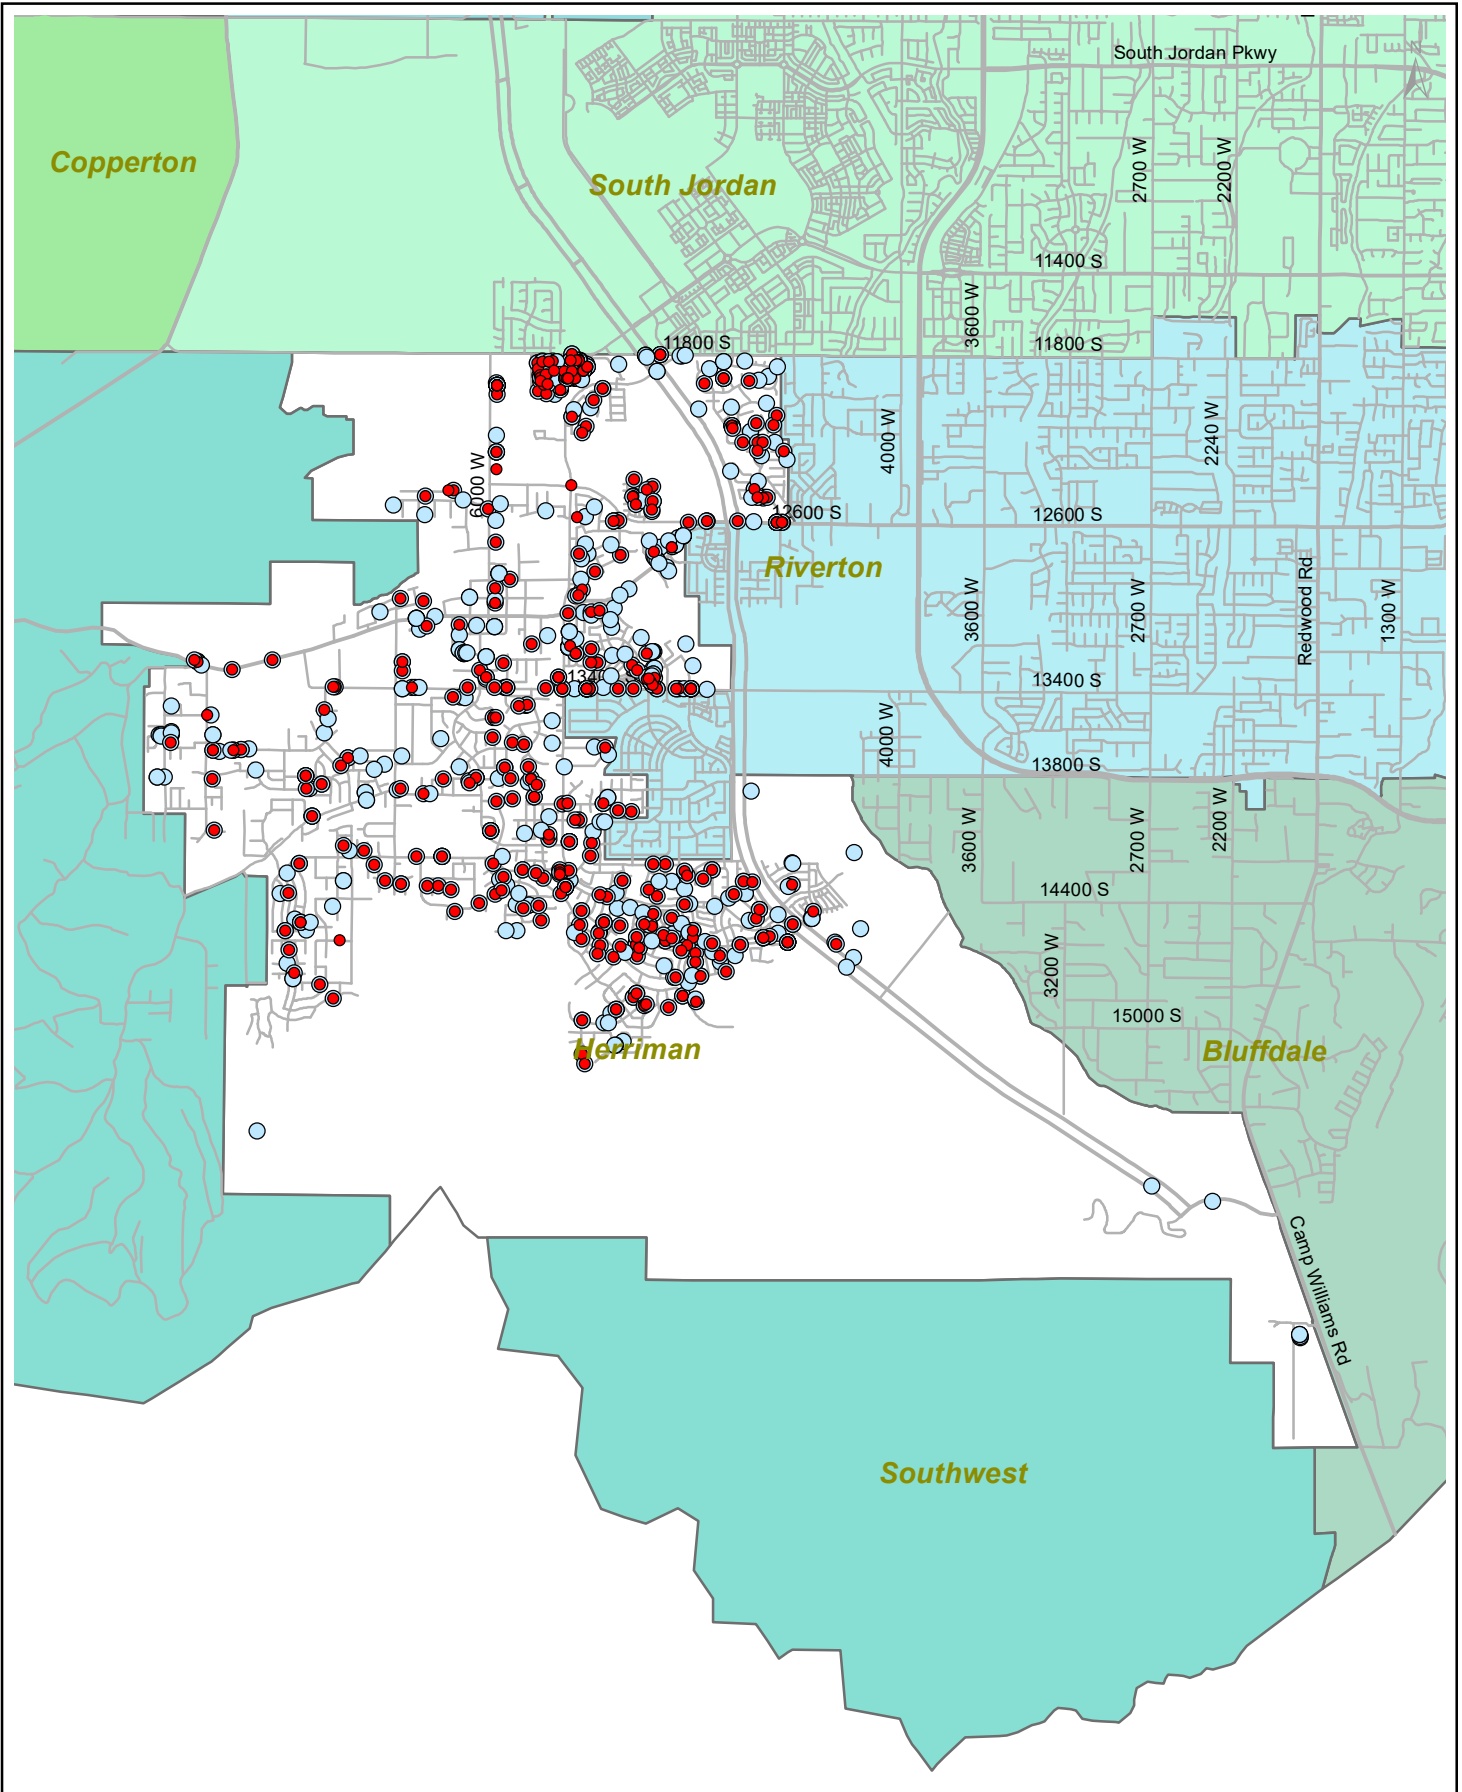 South Jordan Pkwy
Copperton
South Jordan
2700 W
2200 W
11400 S
3600 W
11800 S
11800 S
4000 W
2240 W
6000 W
12600 S
12600 S
Riverton
Redwood Rd
3600 W
2700 W
1300 W
13400 S
4000 W
13800 S
3600 W
2700 W
2200 W
14400 S
3200 W
15000 S
Herriman
Bluffdale
Camp Williams Rd
Southwest